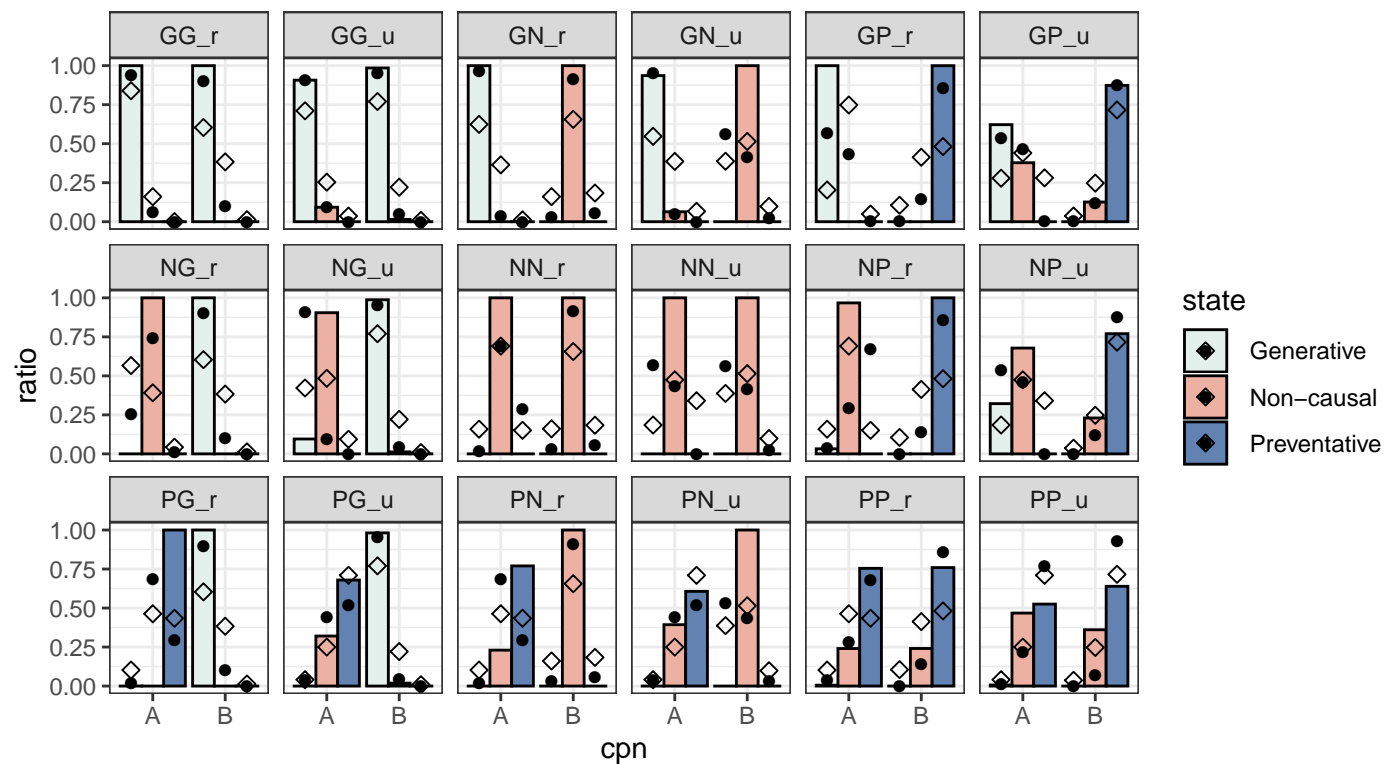 GG_r GG_u GN_r GN_u GP_r GP_u
1.00
0.75
0.50
0.25
0.00
NG_r NG_u NN_r NN_u NP_r NP_u
1.00
0.75
0.50
0.25
0.00
PG_r PG_u PN_r PN_u PP_r PP_u
1.00
0.75
0.50
0.25
0.00
A B A B A B A B A B A B
cpn
ratio
state
Generative
Non−causal
Preventative